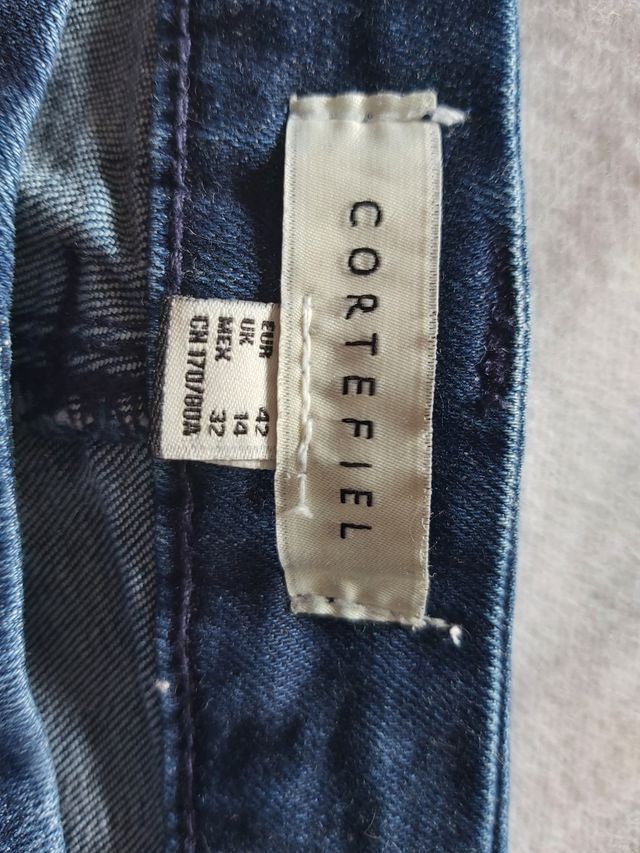 CORTEFIEL
EUR 42
UK 14
MEX 32
CN 170/80A